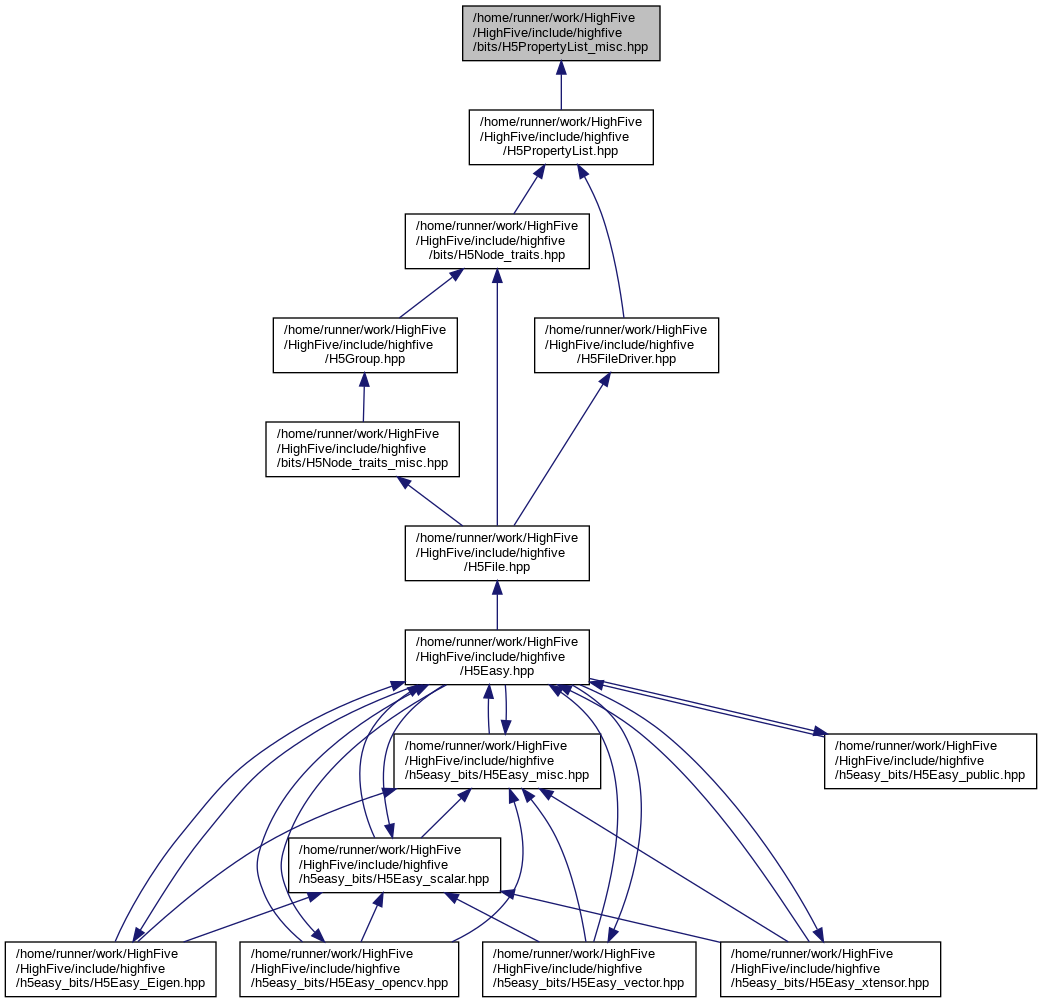 /home/runner/work/HighFive
/HighFive/include/highfive
/bits/H5PropertyList_misc.hpp
/home/runner/work/HighFive
/HighFive/include/highfive
/H5PropertyList.hpp
/home/runner/work/HighFive
/HighFive/include/highfive
/bits/H5Node_traits.hpp
/home/runner/work/HighFive
/HighFive/include/highfive
/H5Group.hpp
/home/runner/work/HighFive
/HighFive/include/highfive
/H5FileDriver.hpp
/home/runner/work/HighFive
/HighFive/include/highfive
/bits/H5Node_traits_misc.hpp
/home/runner/work/HighFive
/HighFive/include/highfive
/H5File.hpp
/home/runner/work/HighFive
/HighFive/include/highfive
/H5Easy.hpp
/home/runner/work/HighFive
/HighFive/include/highfive
/h5easy_bits/H5Easy_misc.hpp
/home/runner/work/HighFive
/HighFive/include/highfive
/h5easy_bits/H5Easy_public.hpp
/home/runner/work/HighFive
/HighFive/include/highfive
/h5easy_bits/H5Easy_scalar.hpp
/home/runner/work/HighFive
/HighFive/include/highfive
/h5easy_bits/H5Easy_Eigen.hpp
/home/runner/work/HighFive
/HighFive/include/highfive
/h5easy_bits/H5Easy_opencv.hpp
/home/runner/work/HighFive
/HighFive/include/highfive
/h5easy_bits/H5Easy_vector.hpp
/home/runner/work/HighFive
/HighFive/include/highfive
/h5easy_bits/H5Easy_xtensor.hpp